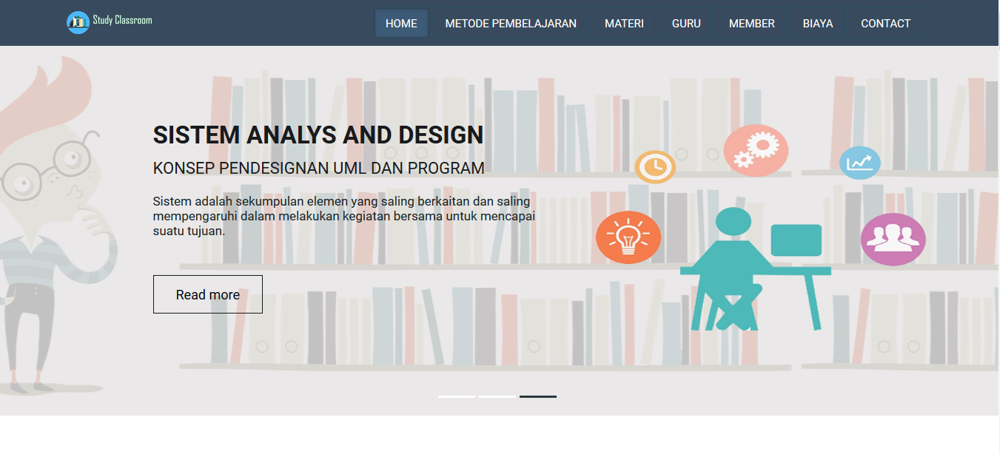 Study Classroom
HOME METODE PEMBELAJARAN MATERI GURU MEMBER BIAYA CONTACT
SISTEM ANALYS AND DESIGN
KONSEP PENDESIGNAN UML DAN PROGRAM
Sistem adalah sekumpulan elemen yang saling berkaitan dan saling
mempengaruhi dalam melakukan kegiatan bersama untuk mencapai
suatu tujuan.
Read more